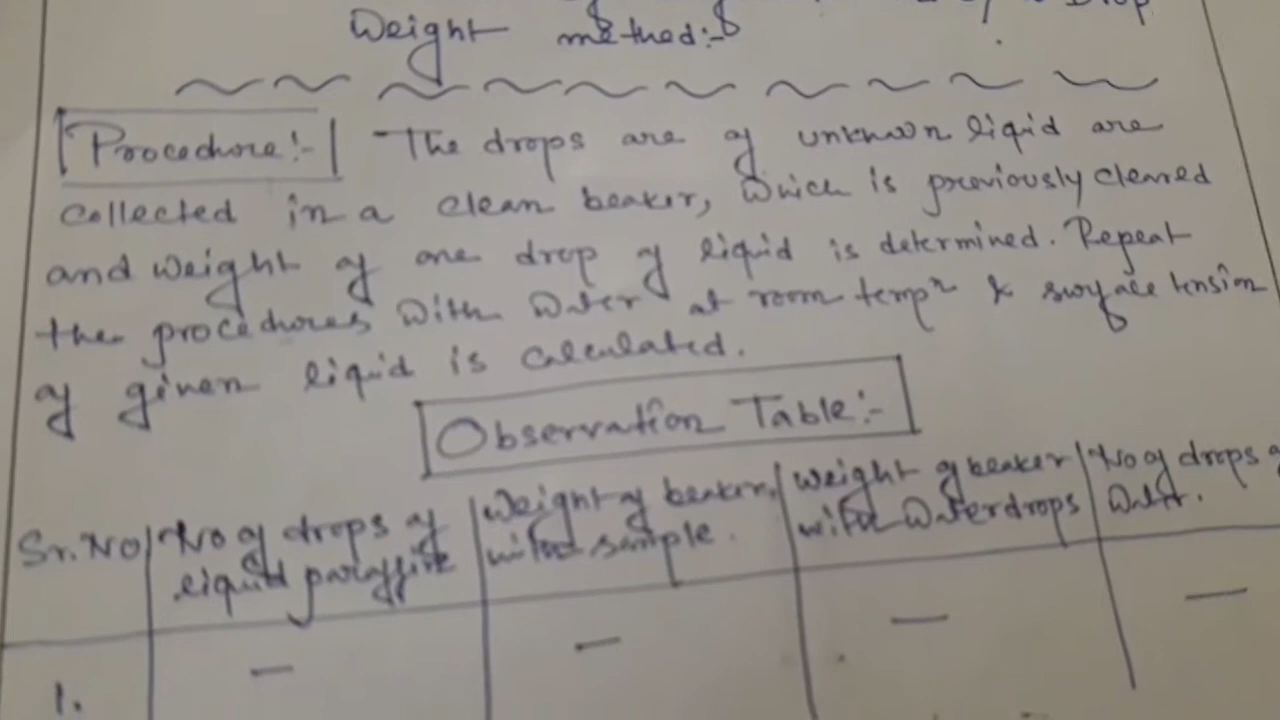 Drop
Weight method:-
Procedure:- The drops are of unknown liquid are
collected in a clean beaker, which is previously cleaned
and weight of one drop of liquid is determined. Repeat
the procedures with water at room tempr & surface tension
of given liquid is calculated.
Observation Table:-
Sr. No No of drops of liquid paraffin Weight of beaker with sample. Weight of beaker with Waterdrops No of drops of Water.
1. — — — —